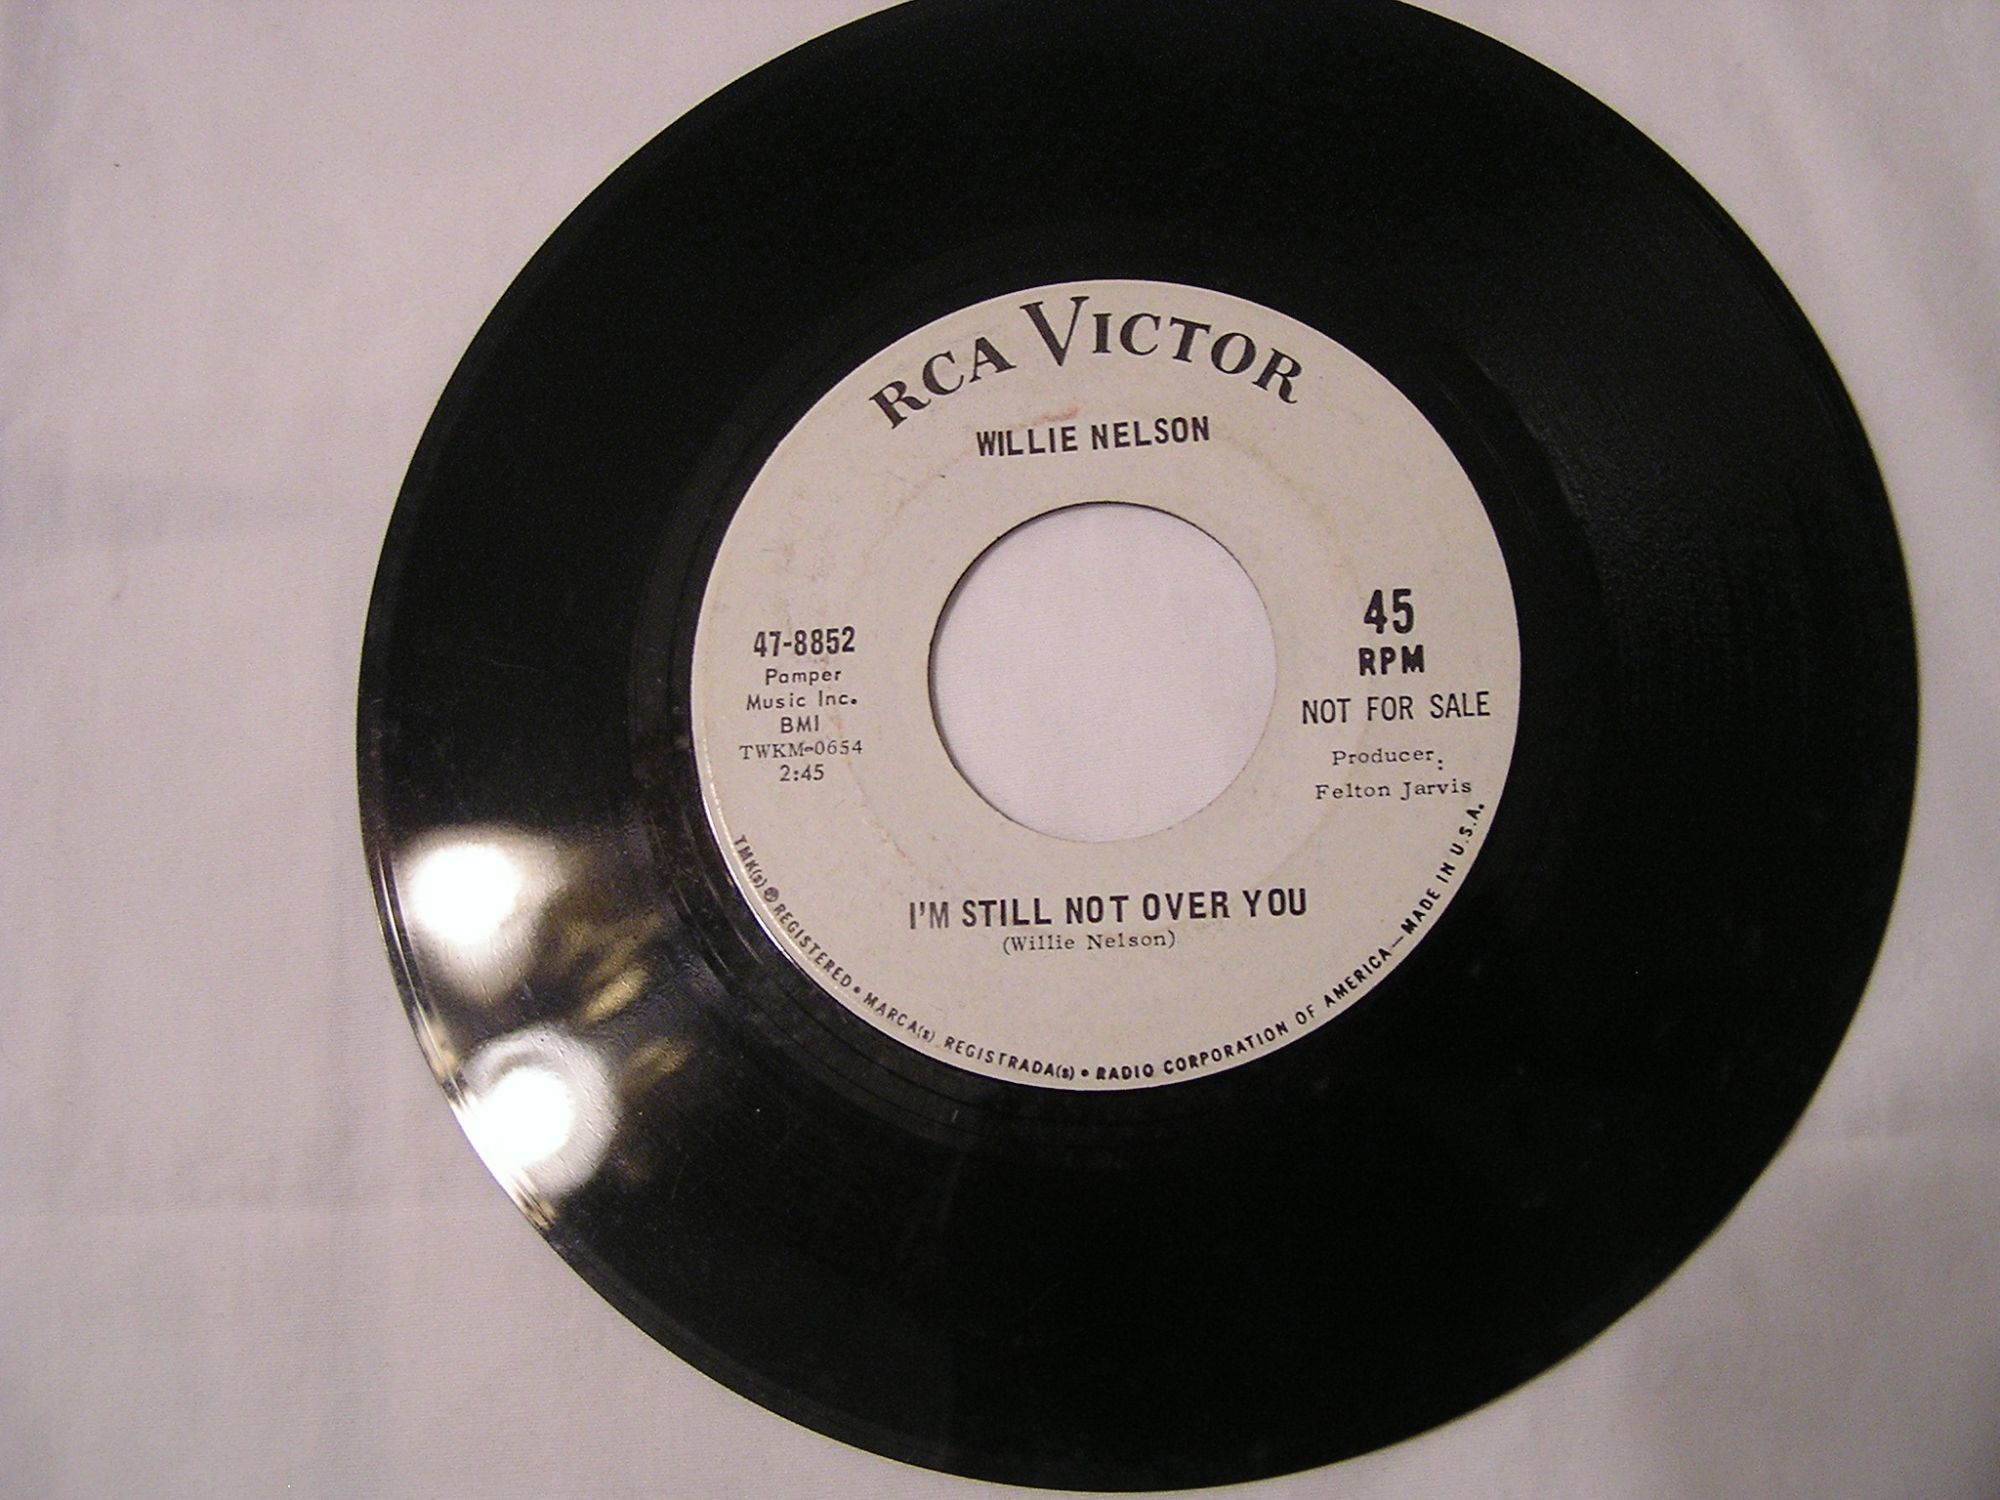 RCA VICTOR
WILLIE NELSON
47-8852
Pamper
Music Inc.
BMI
TWKM-0654
2:45
45
RPM
NOT FOR SALE
Producer:
Felton Jarvis
I'M STILL NOT OVER YOU
(Willie Nelson)
TMK(s) ® REGISTERED • MARCA(s) REGISTRADA(s) • RADIO CORPORATION OF AMERICA—MADE IN U.S.A.